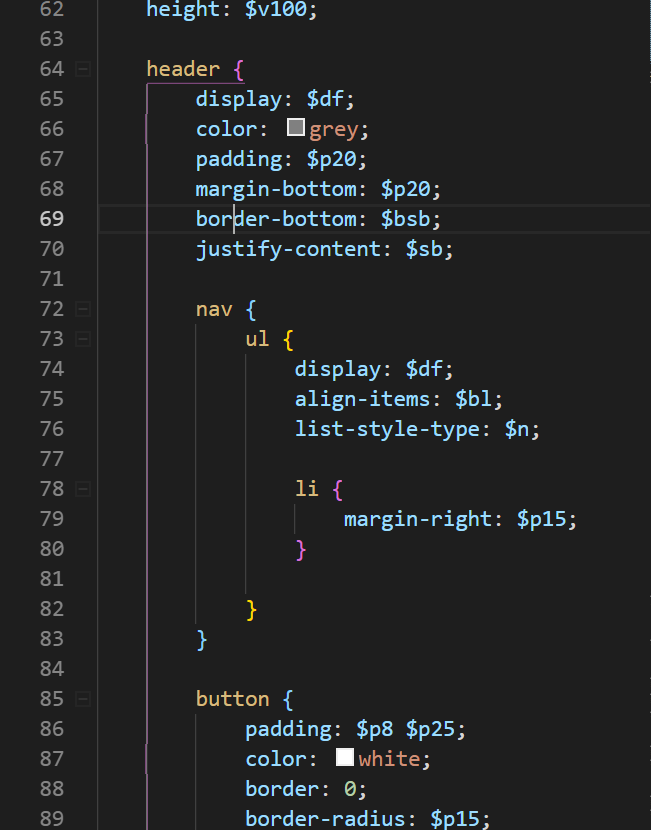 62 height: $v100;
63
64 header {
65 display: $df;
66 color: grey;
67 padding: $p20;
68 margin-bottom: $p20;
69 border-bottom: $bsb;
70 justify-content: $sb;
71
72 nav {
73 ul {
74 display: $df;
75 align-items: $bl;
76 list-style-type: $n;
77
78 li {
79 margin-right: $p15;
80 }
81
82 }
83 }
84
85 button {
86 padding: $p8 $p25;
87 color: white;
88 border: 0;
89 border-radius: $p15;